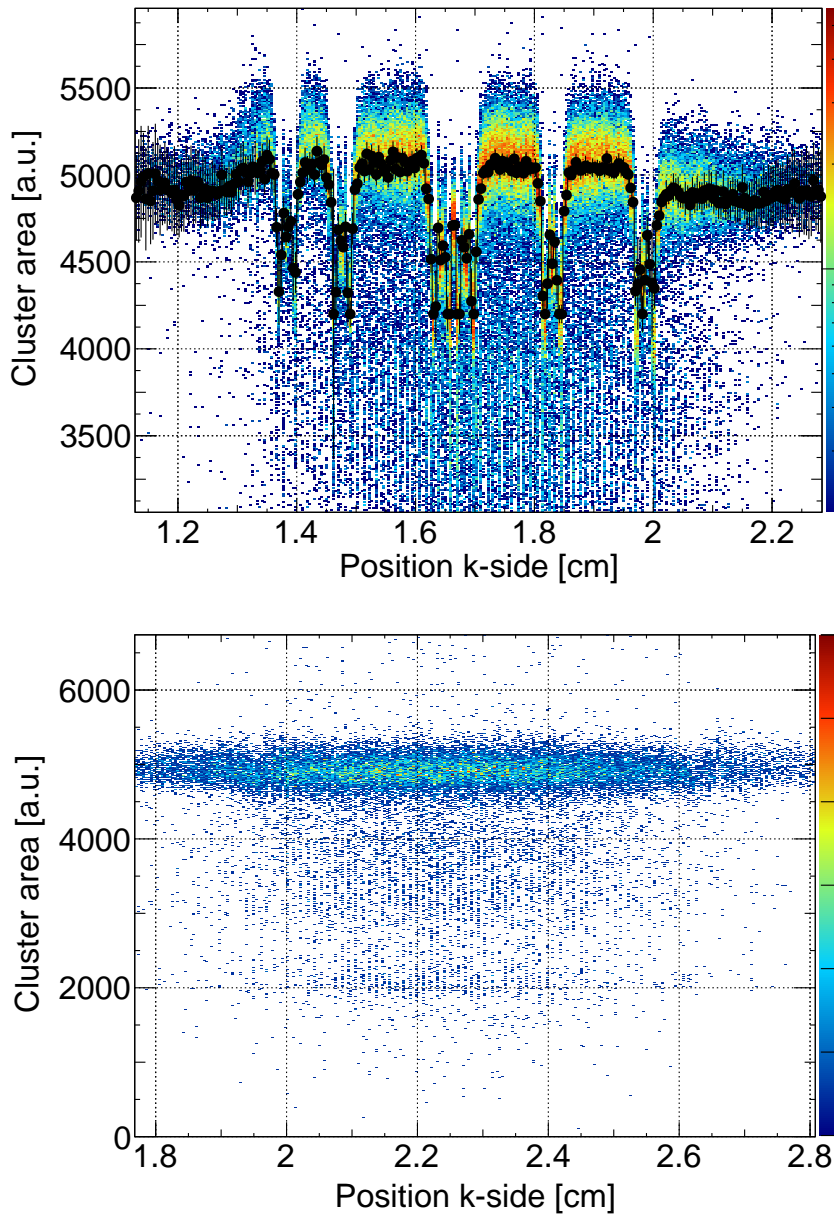 Cluster area [a.u.]
5500
5000
4500
4000
3500
1.2 1.4 1.6 1.8 2 2.2
Position k-side [cm]
Cluster area [a.u.]
6000
4000
2000
0
1.8 2 2.2 2.4 2.6 2.8
Position k-side [cm]